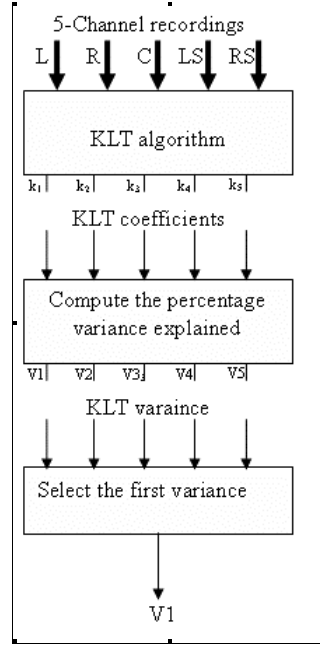 5-Channel recordings
L R C LS RS
KLT algorithm
k₁ k₂ k₃ k₄ k₅
KLT coefficients
Compute the percentage
variance explained
V1 V2 V3 V4 V5
KLT varaince
Select the first variance
V1